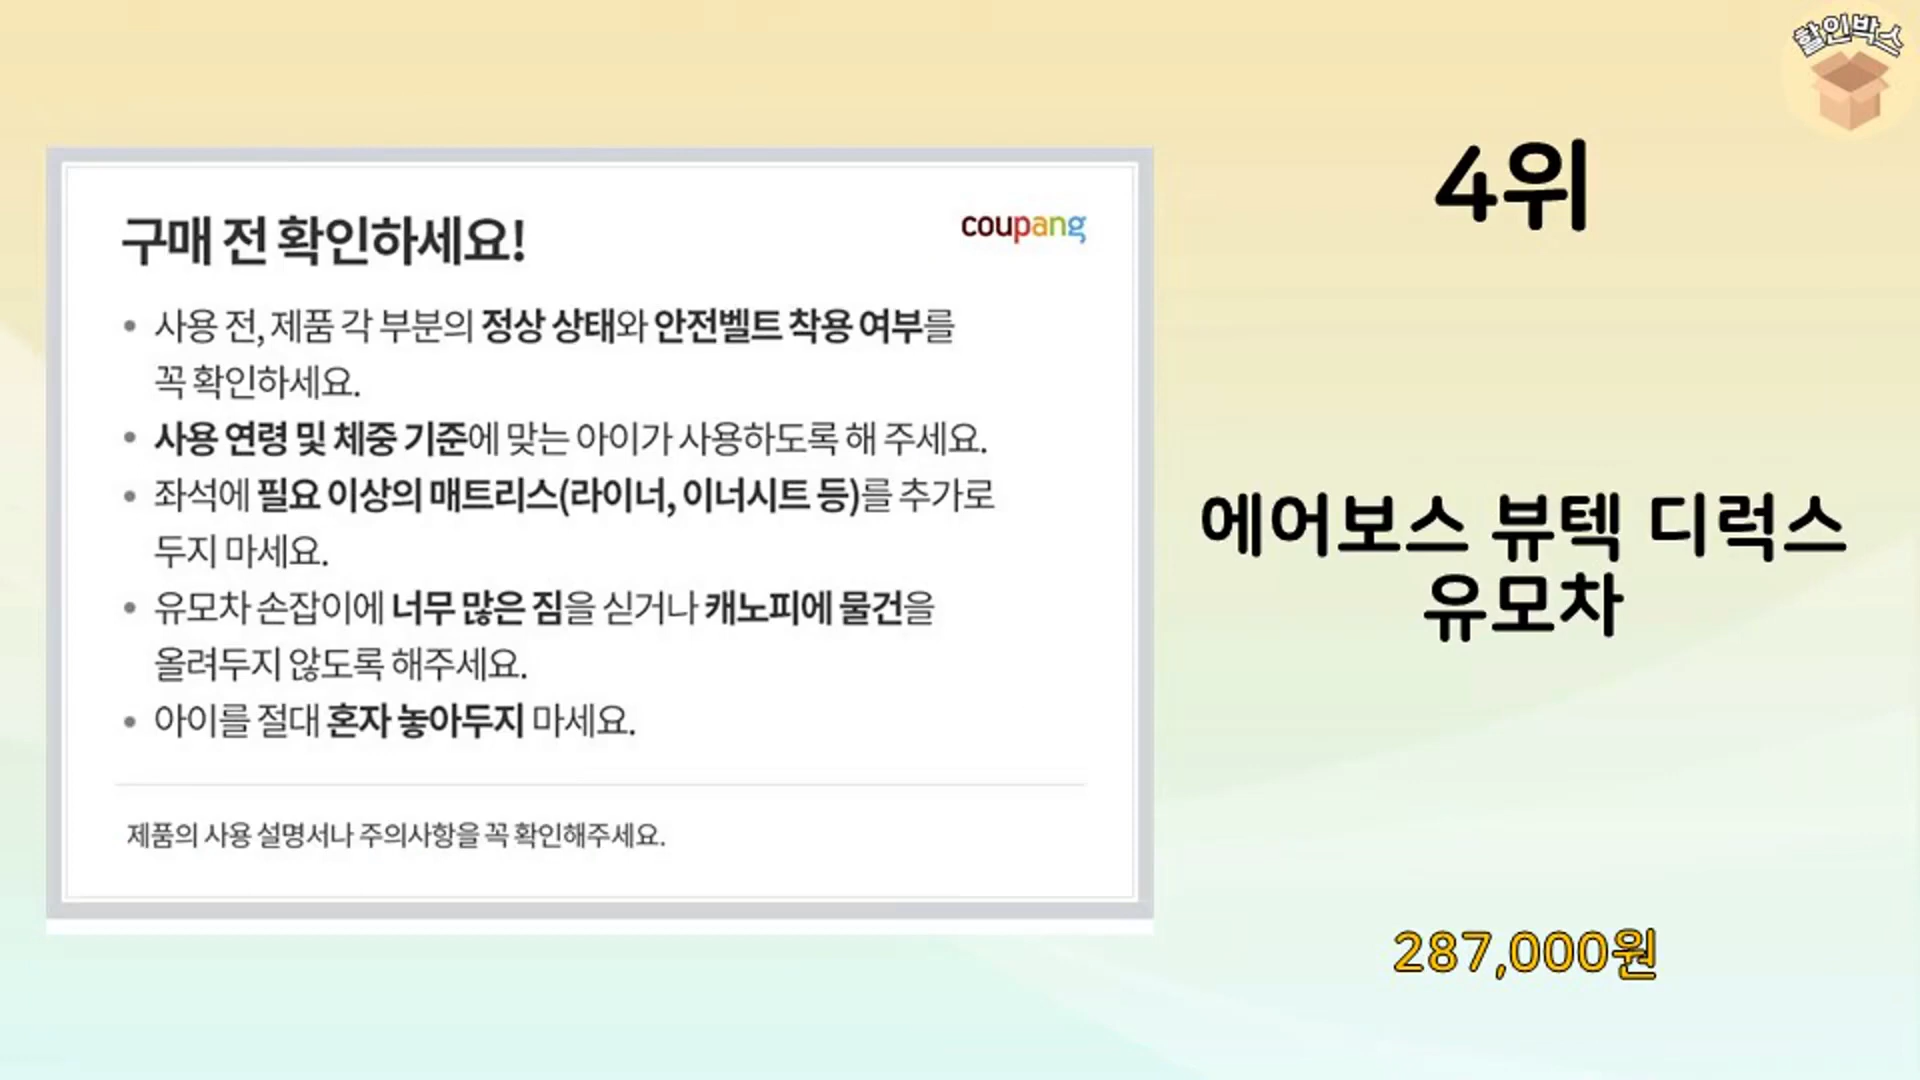 할인박스
4위
구매 전 확인하세요!
coupang
• 사용 전, 제품 각 부분의 정상 상태와 안전벨트 착용 여부를
꼭 확인하세요.
• 사용 연령 및 체중 기준에 맞는 아이가 사용하도록 해 주세요.
• 좌석에 필요 이상의 매트리스(라이너, 이너시트 등)를 추가로
두지 마세요.
• 유모차 손잡이에 너무 많은 짐을 싣거나 캐노피에 물건을
올려두지 않도록 해주세요.
• 아이를 절대 혼자 놓아두지 마세요.
제품의 사용 설명서나 주의사항을 꼭 확인해주세요.
에어보스 뷰텍 디럭스
유모차
287,000원